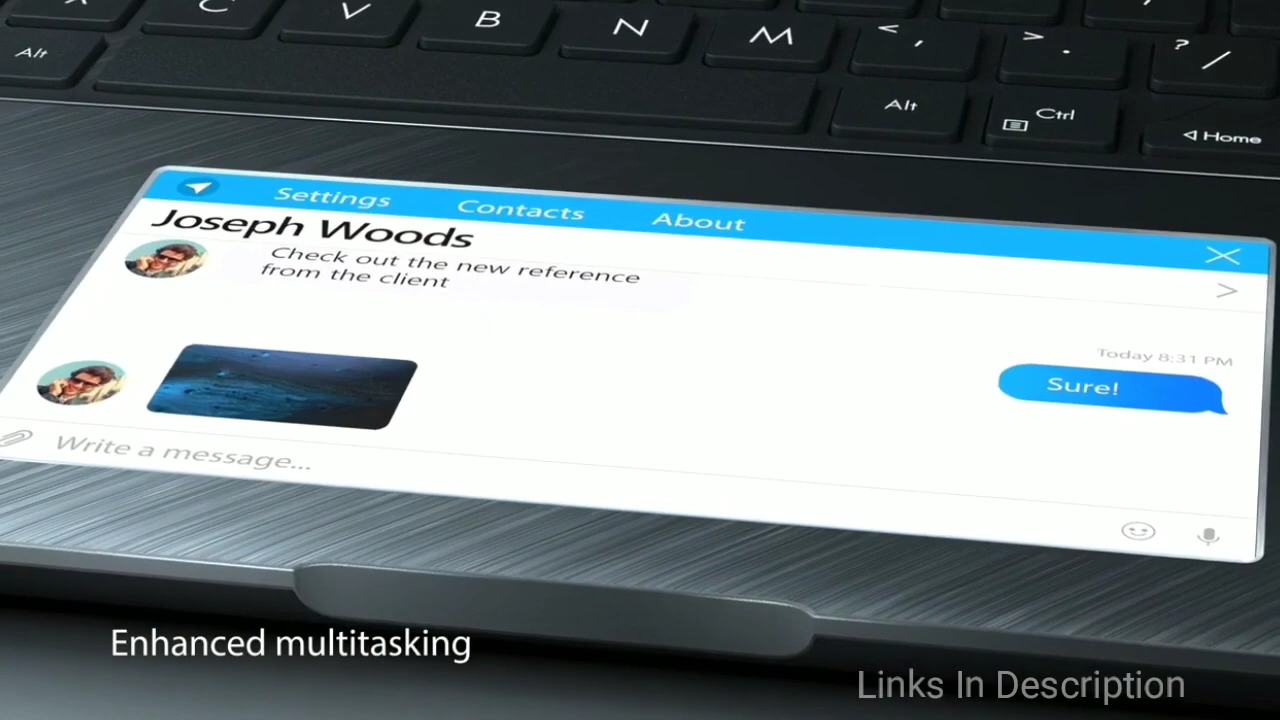 X C V B N M < , > . ? /
Alt Alt Ctrl Home
Settings Contacts About
Joseph Woods
Check out the new reference
from the client
Today 8:31 PM
Sure!
Write a message...
Enhanced multitasking
Links In Description